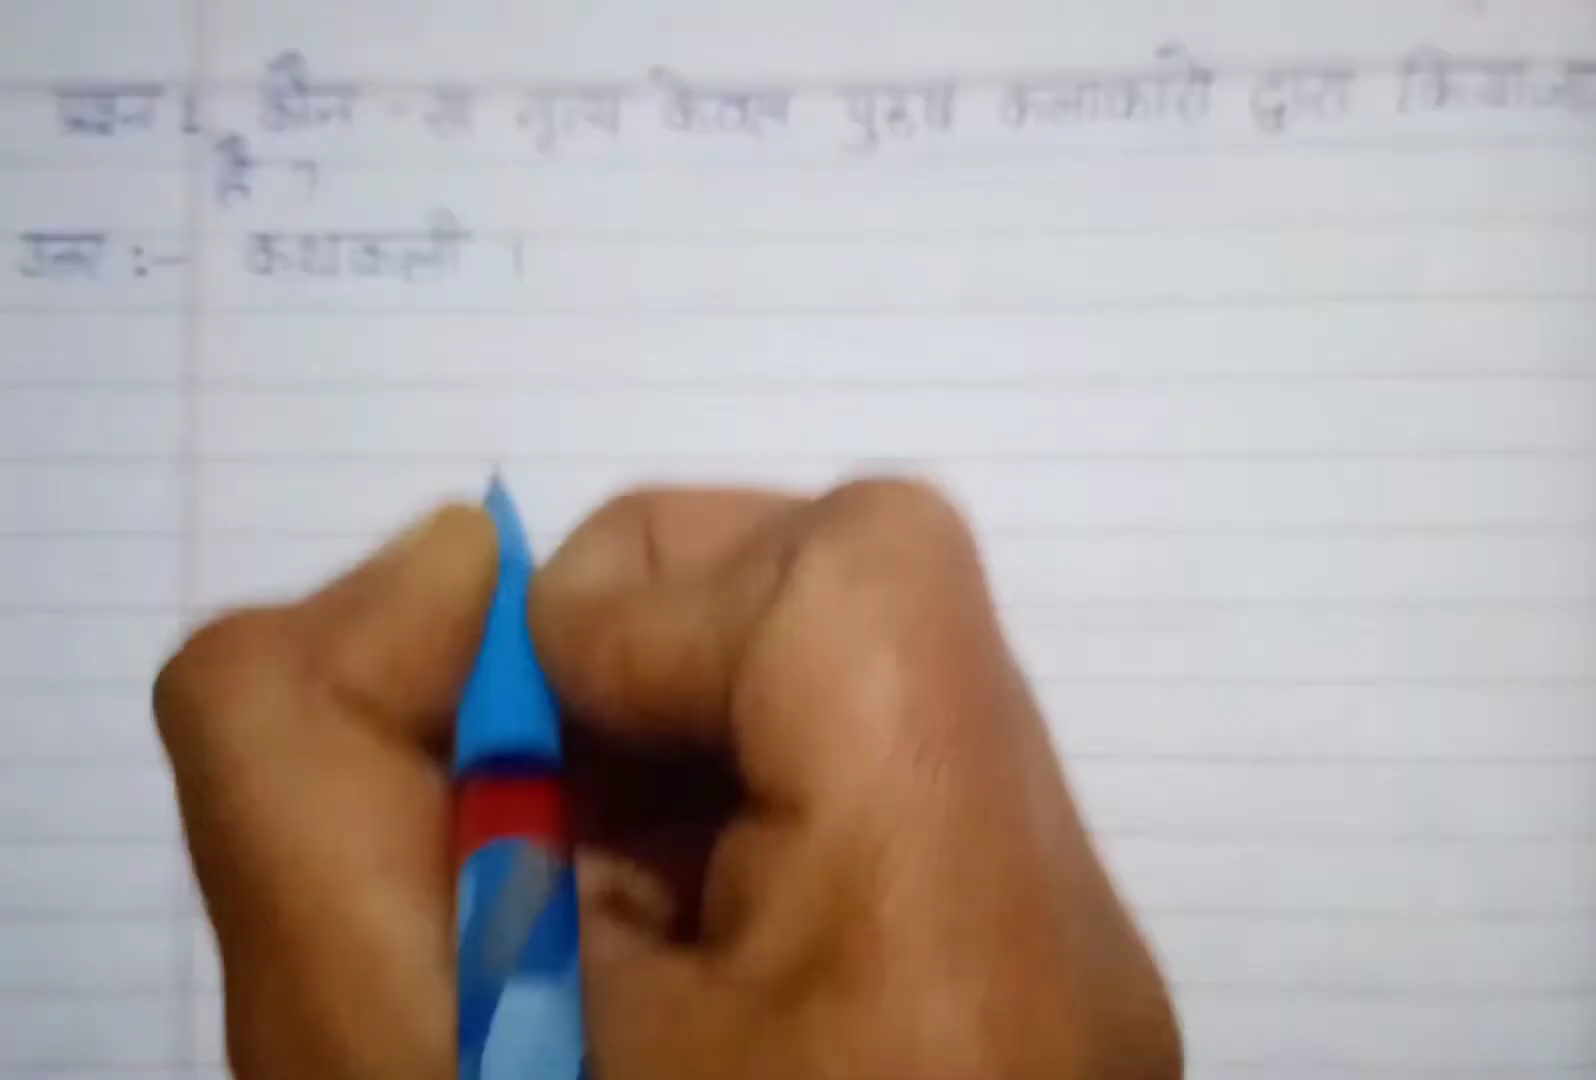 प्रश्न 1. कौन - सा नृत्य केवल पुरुष कलाकारों द्वारा किया जाता
है ?
उत्तर :- कथकली ।